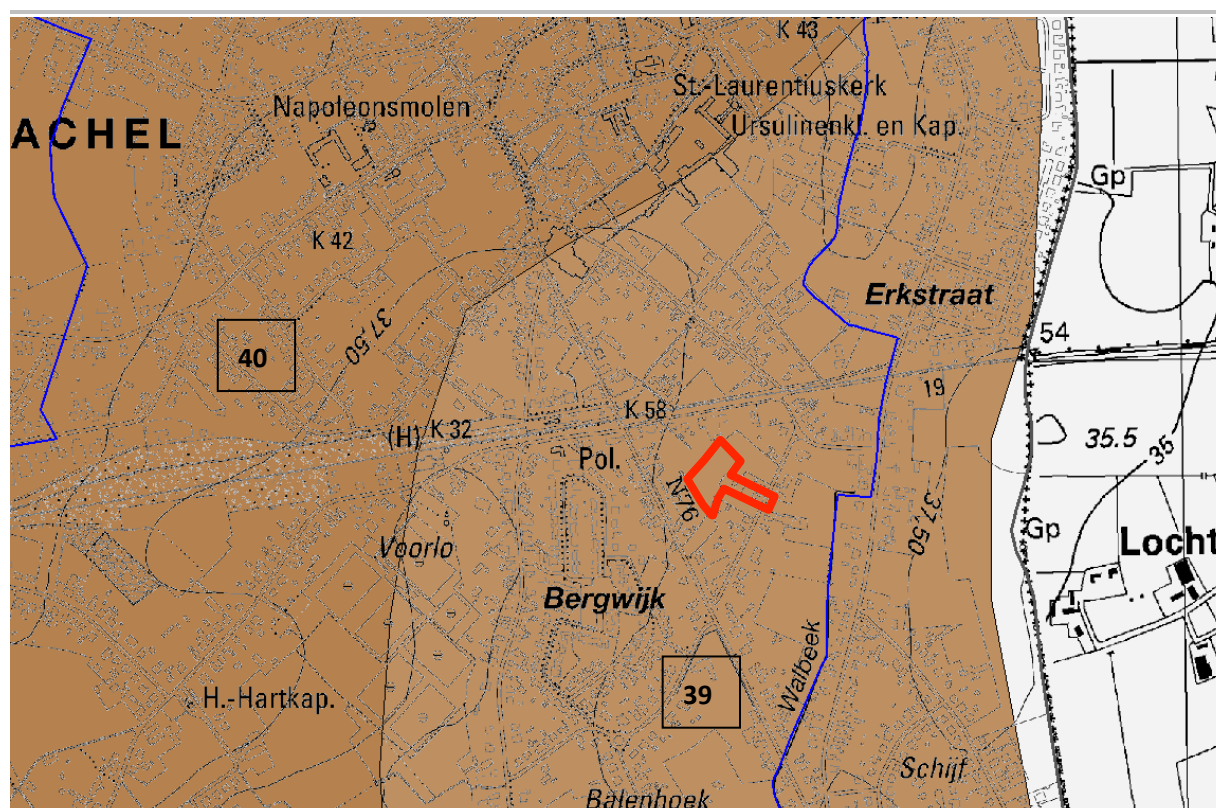 K 43
St.-Laurentiuskerk
Napoleonsmolen
Ursulinenkl. en Kap.
ACHEL
Gp
K 42
Erkstraat
37,50
54
40
19
K 58
(H) K 32
35.5
35
Pol.
N76
37,50
Gp
Voorlo
Locht
Bergwijk
Walbeek
39
H.-Hartkap.
Schijf
Balenhoek